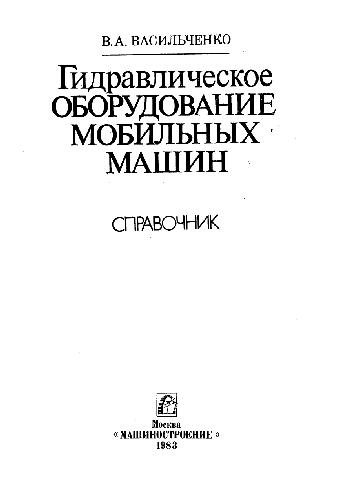 В.А. ВАСИЛЬЧЕНКО
Гидравлическое
ОБОРУДОВАНИЕ
МОБИЛЬНЫХ
МАШИН
СПРАВОЧНИК
Москва
« МАШИНОСТРОЕНИЕ »
1983